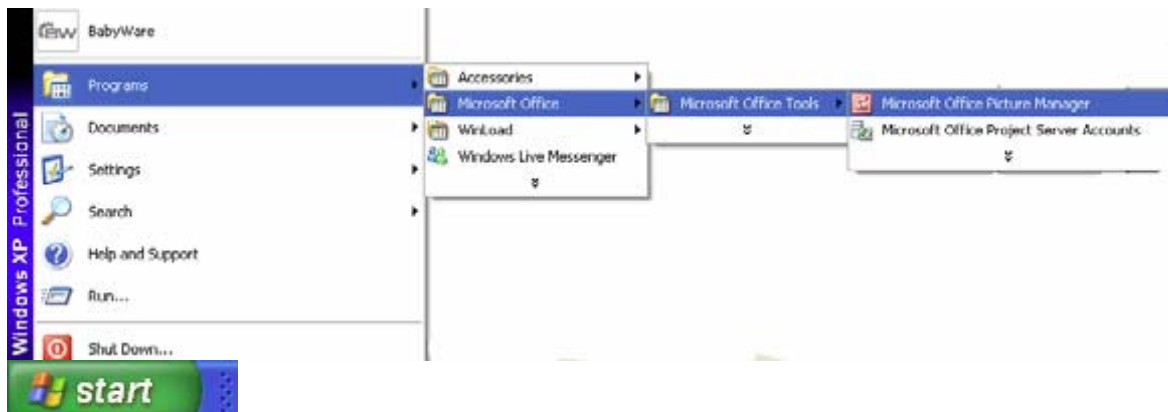 BabyWare
Programs
Documents
Settings
Search
Help and Support
Run...
Shut Down...
Windows XP Professional
start
Accessories
Microsoft Office
WinLoad
Windows Live Messenger
Microsoft Office Tools
Microsoft Office Picture Manager
Microsoft Office Project Server Accounts